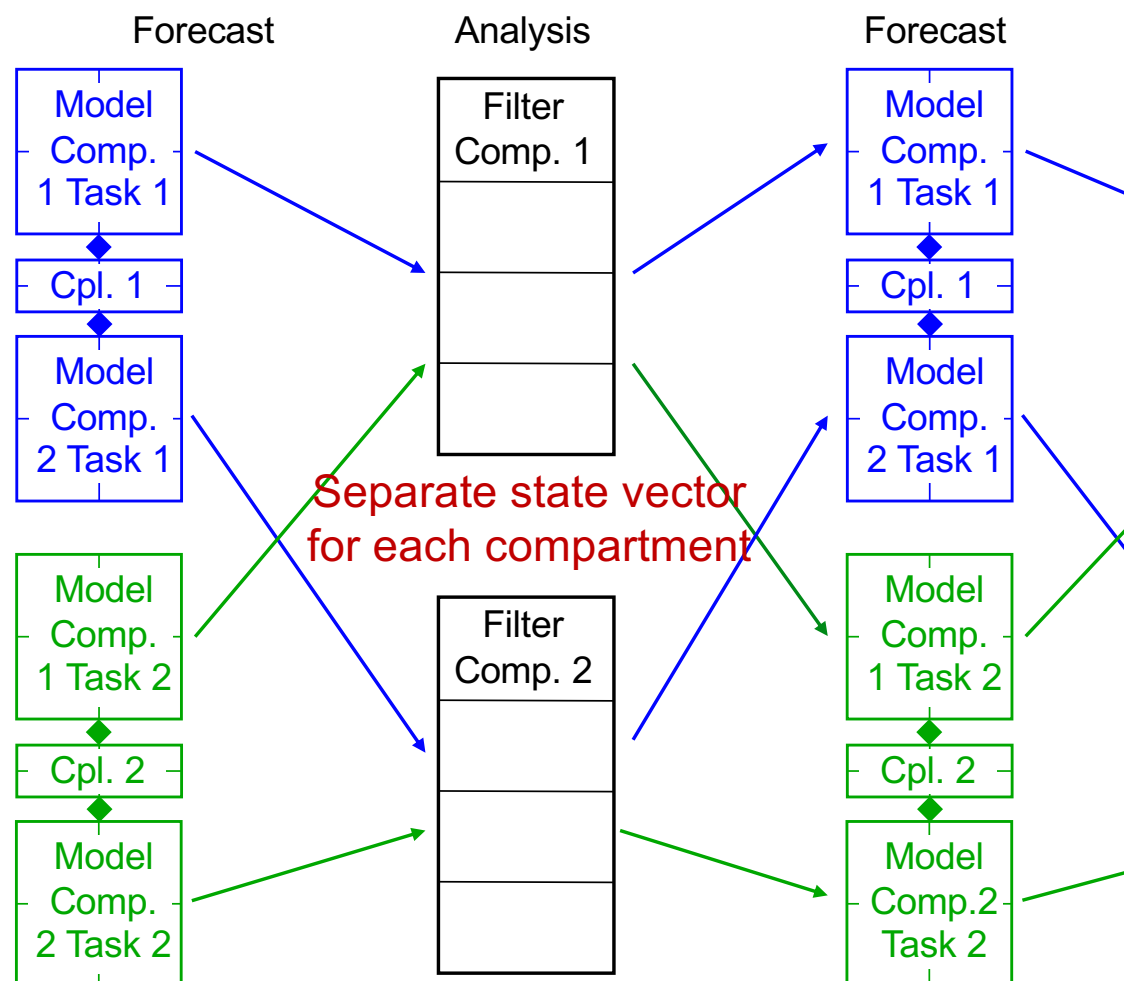 Forecast
Analysis
Forecast
Model
Comp.
1 Task 1
Cpl. 1
Model
Comp.
2 Task 1
Model
Comp.
1 Task 2
Cpl. 2
Model
Comp.
2 Task 2
Filter
Comp. 1
Separate state vector
for each compartment
Filter
Comp. 2
Model
Comp.
1 Task 1
Cpl. 1
Model
Comp.
2 Task 1
Model
Comp.
1 Task 2
Cpl. 2
Model
Comp.2
Task 2